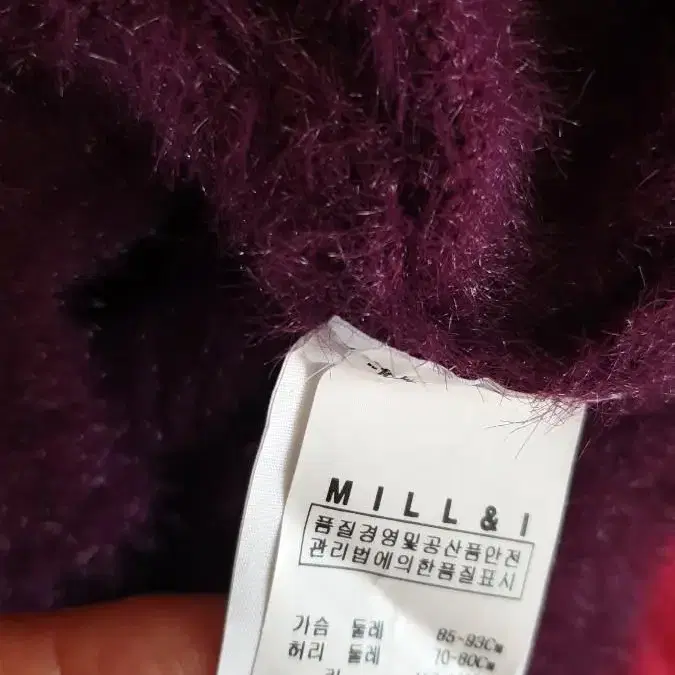 MILL&I
품질경영및공산품안전
관리법에의한품질표시
가슴 둘레 85-93Cm
허리 둘레 70-80Cm